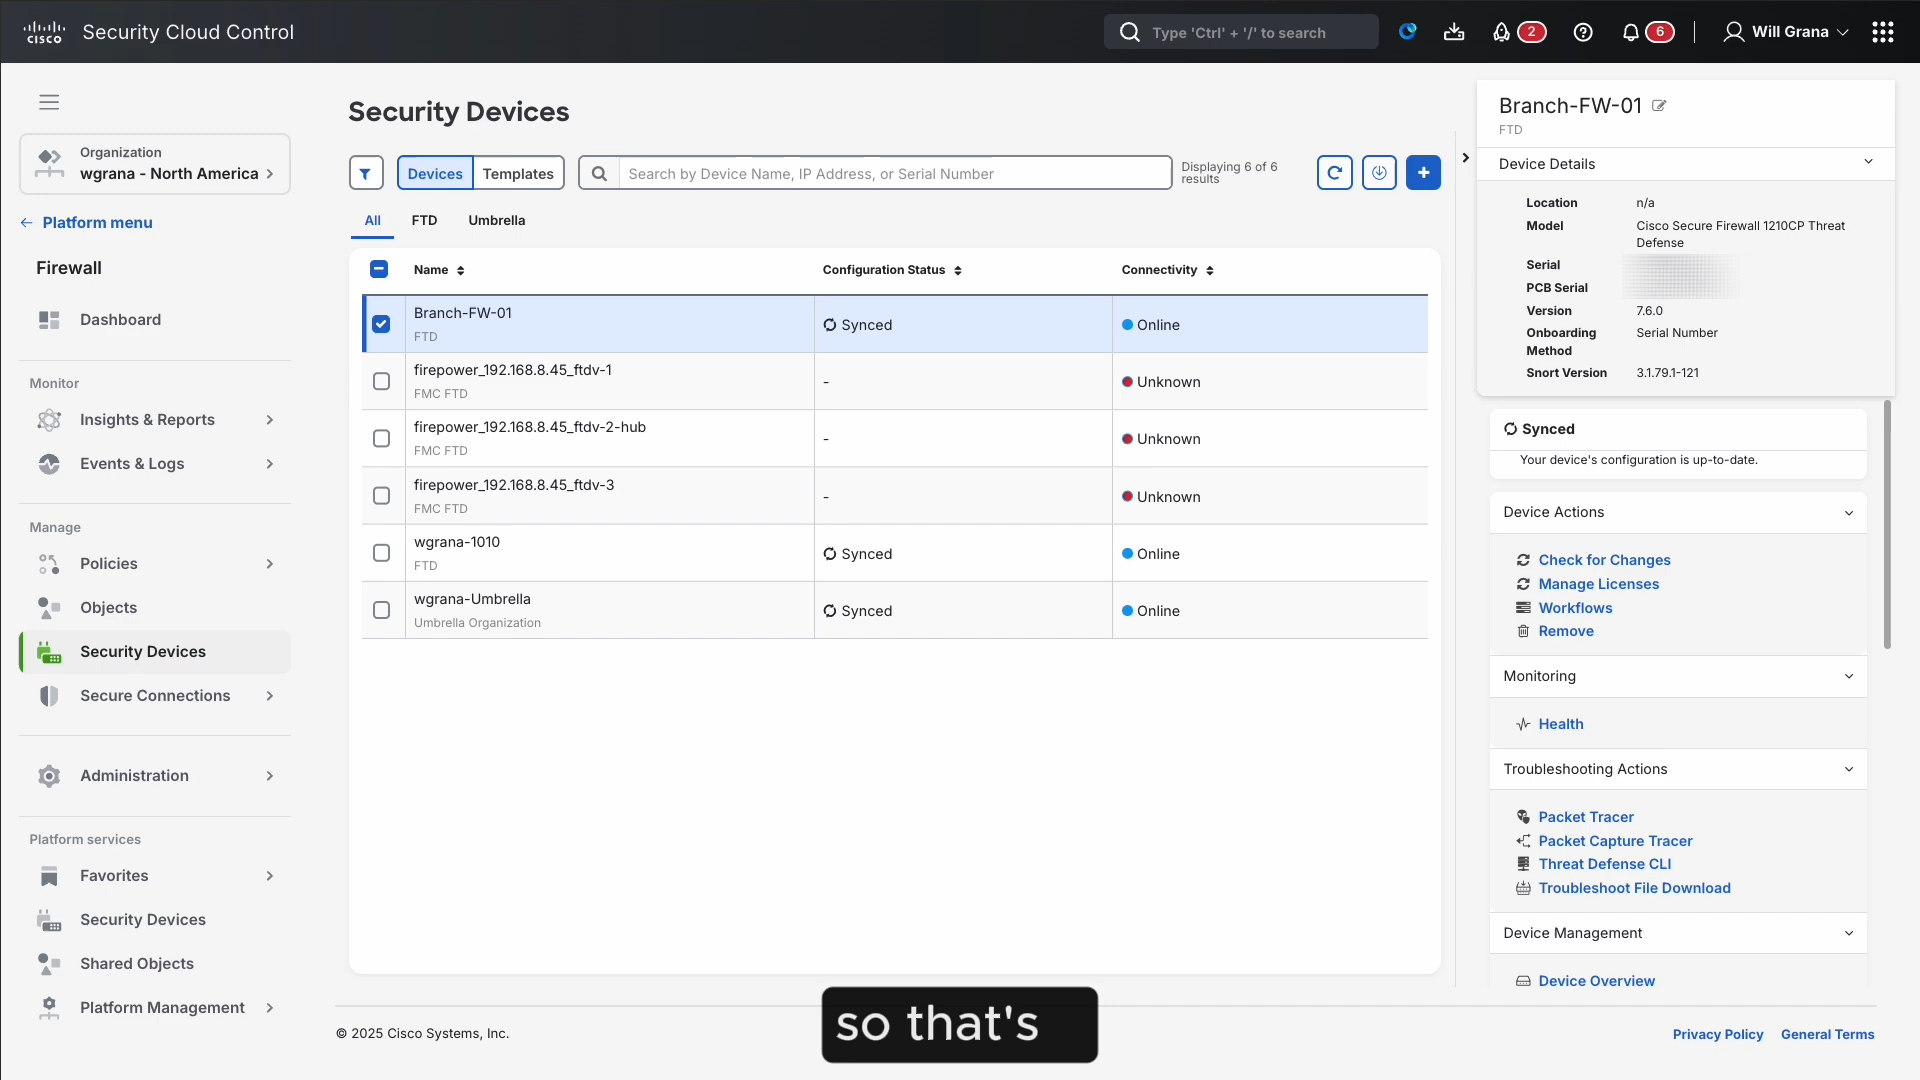 cisco
Security Cloud Control
Type 'Ctrl' + '/' to search
2
6
Will Grana
Organization
wgrana - North America
Platform menu
Firewall
Dashboard
Monitor
Insights & Reports
Events & Logs
Manage
Policies
Objects
Security Devices
Secure Connections
Administration
Platform services
Favorites
Security Devices
Shared Objects
Platform Management
Security Devices
Devices
Templates
Search by Device Name, IP Address, or Serial Number
Displaying 6 of 6
results
All
FTD
Umbrella
Name
Configuration Status
Connectivity
Branch-FW-01
FTD
Synced
Online
firepower_192.168.8.45_ftdv-1
FMC FTD
-
Unknown
firepower_192.168.8.45_ftdv-2-hub
FMC FTD
-
Unknown
firepower_192.168.8.45_ftdv-3
FMC FTD
-
Unknown
wgrana-1010
FTD
Synced
Online
wgrana-Umbrella
Umbrella Organization
Synced
Online
Branch-FW-01
FTD
Device Details
Location n/a
Model Cisco Secure Firewall 1210CP Threat
Defense
Serial
PCB Serial
Version 7.6.0
Onboarding Serial Number
Method
Snort Version 3.1.79.1-121
Synced
Your device's configuration is up-to-date.
Device Actions
Check for Changes
Manage Licenses
Workflows
Remove
Monitoring
Health
Troubleshooting Actions
Packet Tracer
Packet Capture Tracer
Threat Defense CLI
Troubleshoot File Download
Device Management
Device Overview
so that's
© 2025 Cisco Systems, Inc.
Privacy Policy
General Terms